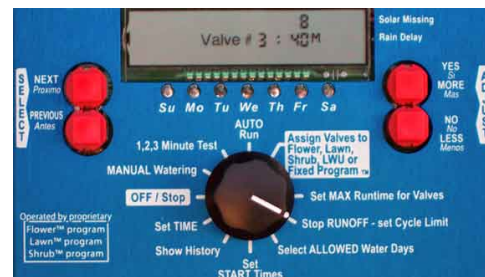 8
Valve # 3 : 40M
Solar Missing
Rain Delay
SELECT
NEXT
Proximo
PREVIOUS
Antes
YES
Si
MORE
Mas
NO
No
LESS
Menos
Su Mo Tu We Th Fr Sa
AUTO
Run
1,2,3 Minute Test
MANUAL Watering
OFF / Stop
Set TIME
Show History
Set
START Times
Assign Valves to
Flower, Lawn,
Shrub, LWU or
Fixed Program ™
Set MAX Runtime for Valves
Stop RUNOFF - set Cycle Limit
Select ALLOWED Water Days
Operated by proprietary
Flower™ program
Lawn™ program
Shrub™ program